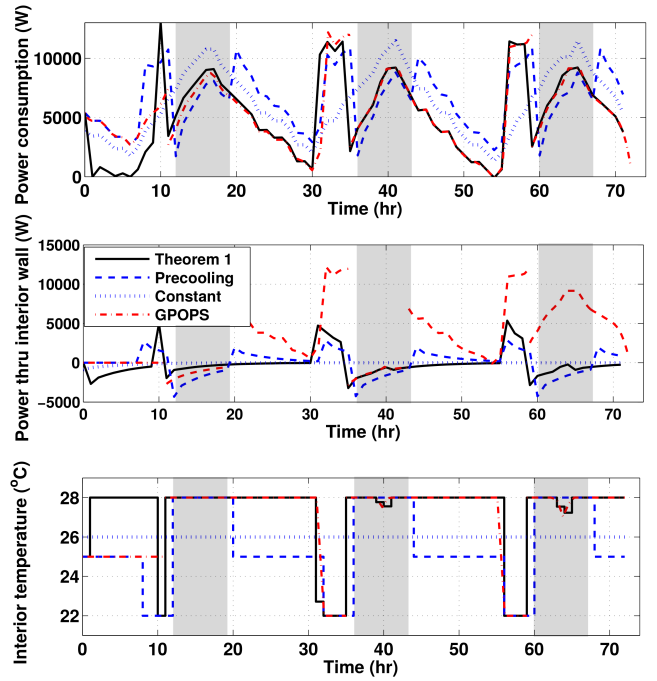 Power consumption (W)
10000
5000
0
0 10 20 30 40 50 60 70
Time (hr)
Power thru interior wall (W)
15000
10000
5000
0
−5000
Theorem 1
Precooling
Constant
GPOPS
0 10 20 30 40 50 60 70
Time (hr)
Interior temperature (°C)
28
26
24
22
0 10 20 30 40 50 60 70
Time (hr)